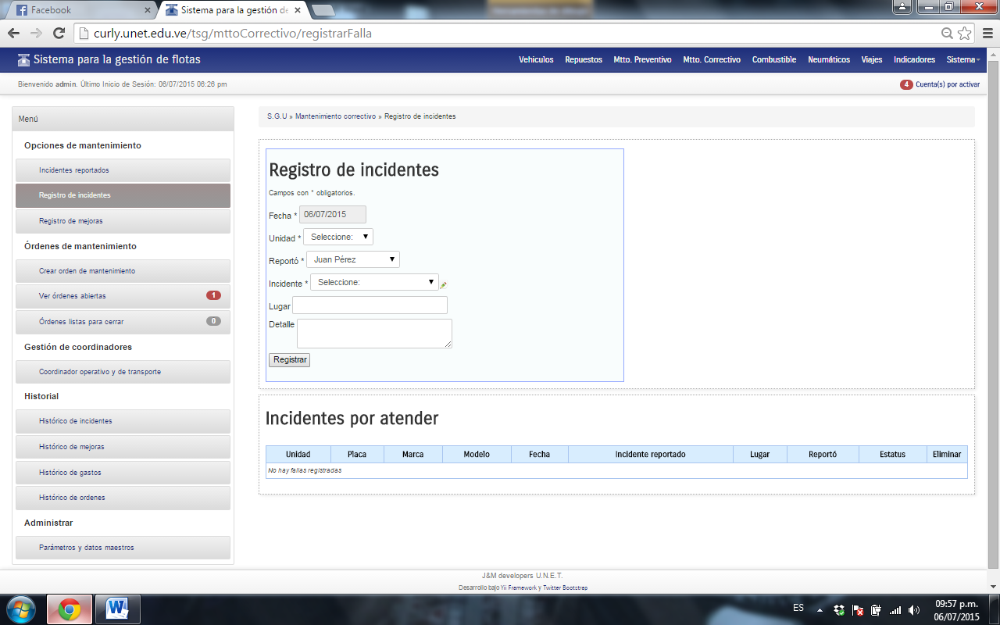 Facebook
Sistema para la gestión de
curly.unet.edu.ve/tsg/mttoCorrectivo/registrarFalla
Sistema para la gestión de flotas
Vehiculos Repuestos Mtto. Preventivo Mtto. Correctivo Combustible Neumáticos Viajes Indicadores Sistema
Bienvenido admin. Último Inicio de Sesión: 06/07/2015 06:26 pm
4 Cuenta(s) por activar
Menú
Opciones de mantenimiento
Incidentes reportados
Registro de incidentes
Registro de mejoras
Órdenes de mantenimiento
Crear orden de mantenimiento
Ver órdenes abiertas 1
Órdenes listas para cerrar 0
Gestión de coordinadores
Coordinador operativo y de transporte
Historial
Histórico de incidentes
Histórico de mejoras
Histórico de gastos
Histórico de ordenes
Administrar
Parámetros y datos maestros
S.G.U » Mantenimiento correctivo » Registro de incidentes
Registro de incidentes
Campos con * obligatorios.
Fecha * 06/07/2015
Unidad * Seleccione:
Reportó * Juan Pérez
Incidente * Seleccione:
Lugar
Detalle
Registrar
Incidentes por atender
Unidad Placa Marca Modelo Fecha Incidente reportado Lugar Reportó Estatus Eliminar
No hay fallas registradas
J&M developers U.N.E.T.
Desarrollo bajo Yii Framework y Twitter Bootstrap
ES
09:57 p.m.
06/07/2015